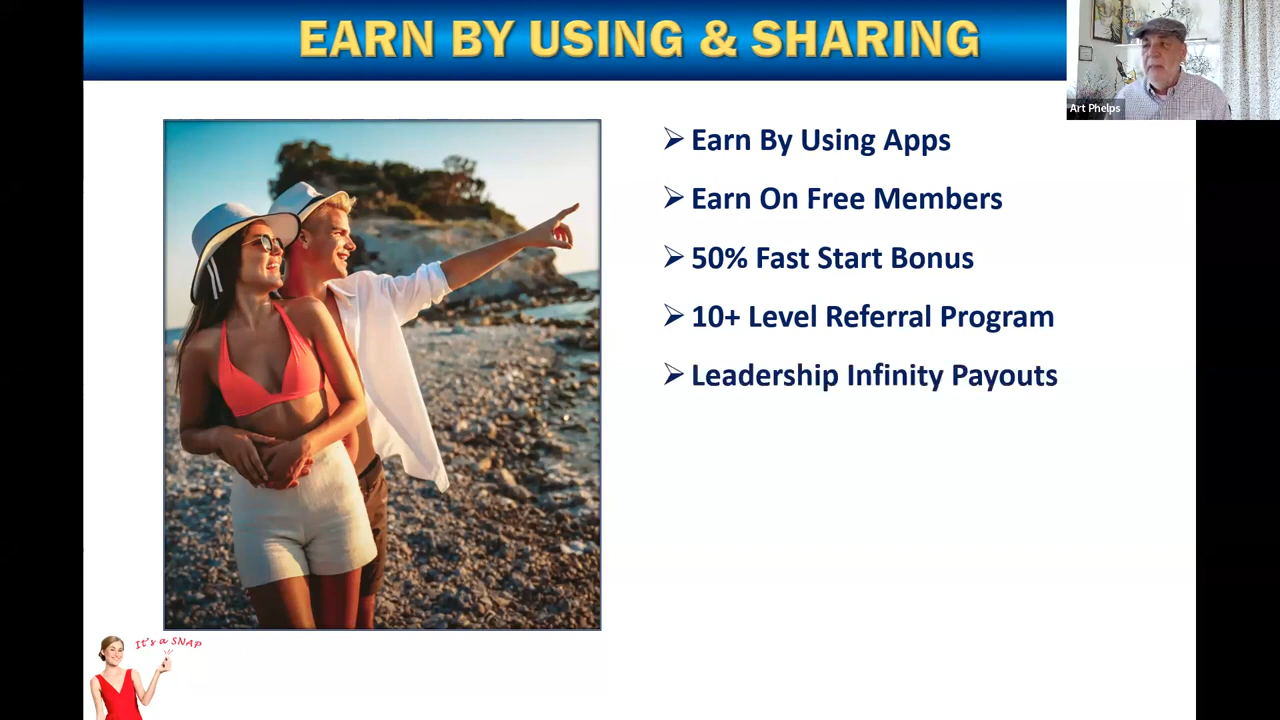 EARN BY USING & SHARING
Art Phelps
Earn By Using Apps
Earn On Free Members
50% Fast Start Bonus
10+ Level Referral Program
Leadership Infinity Payouts
It's a SNAP